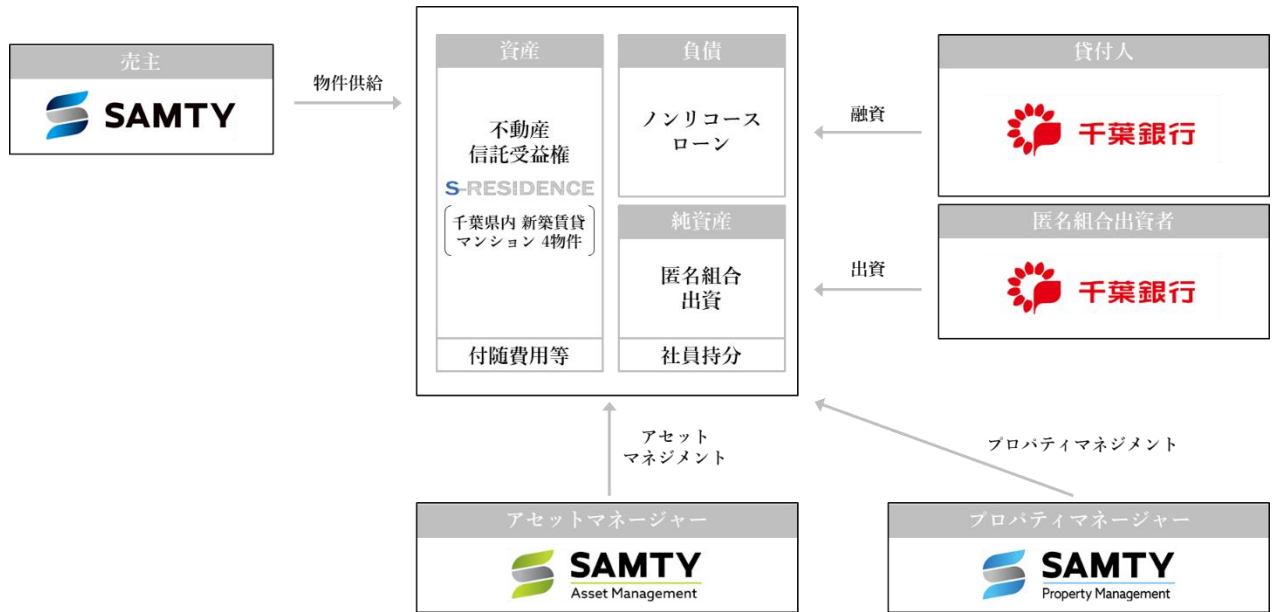 売主
SAMTY
物件供給
資産
不動産
信託受益権
S-RESIDENCE
千葉県内 新築賃貸
マンション 4物件
付随費用等
負債
ノンリコース
ローン
純資産
匿名組合
出資
社員持分
融資
貸付人
千葉銀行
出資
匿名組合出資者
千葉銀行
アセット
マネジメント
プロパティマネジメント
アセットマネージャー
SAMTY
Asset Management
プロパティマネージャー
SAMTY
Property Management